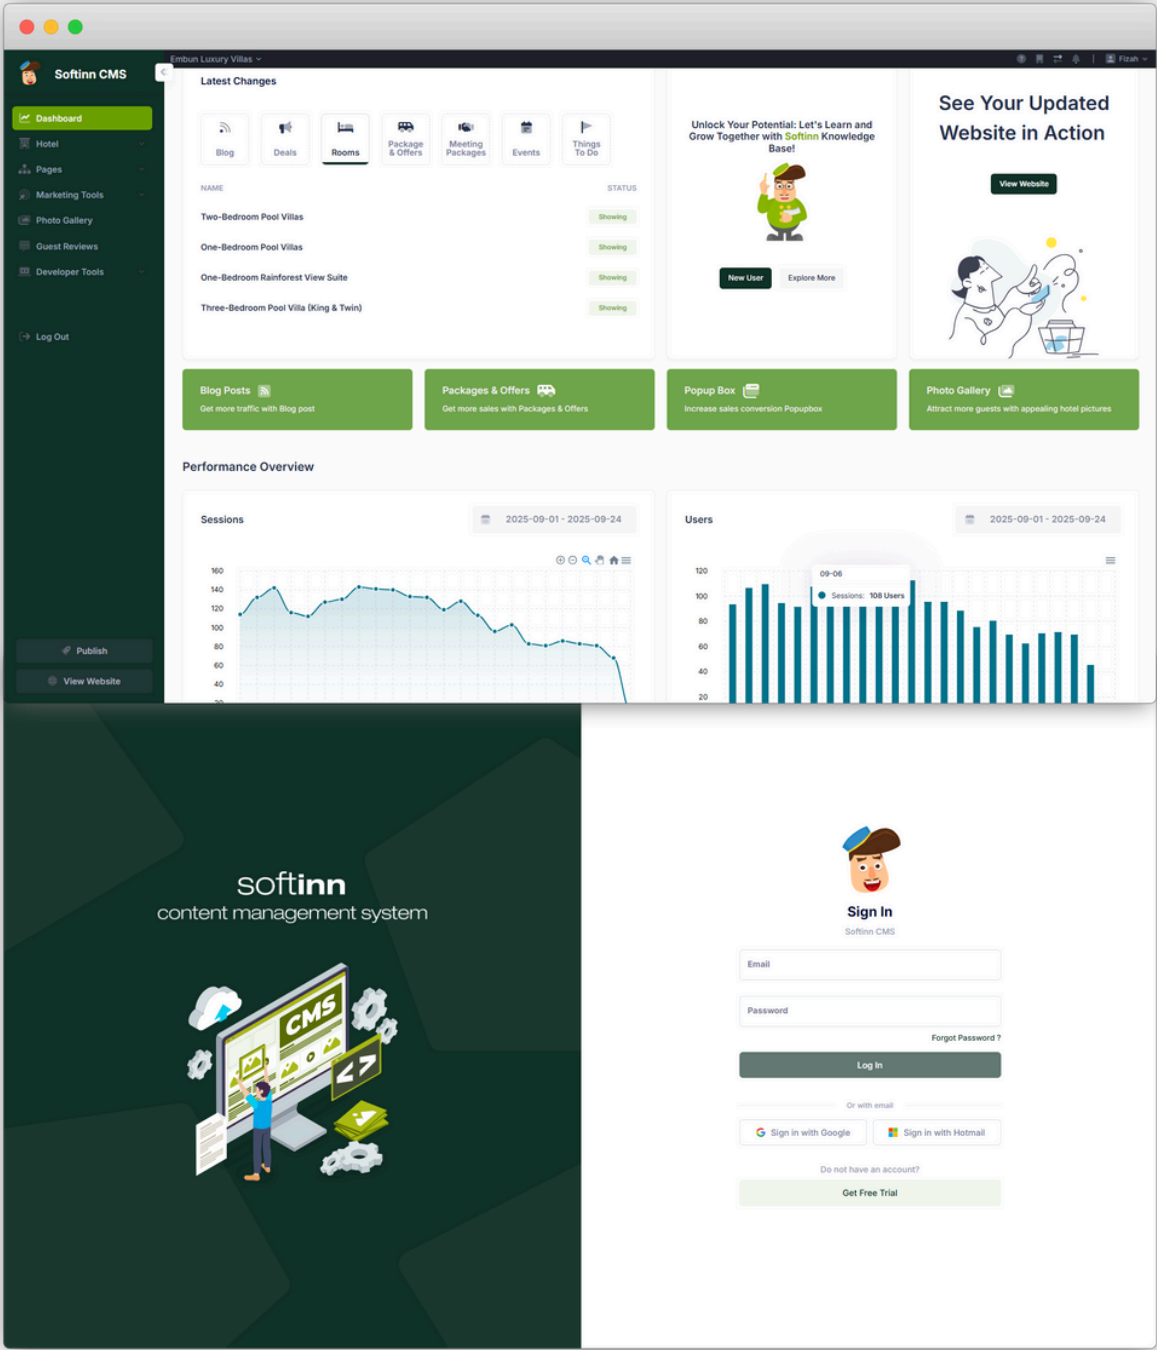 Softinn CMS
Embun Luxury Villas
Fizah
Dashboard
Hotel
Pages
Marketing Tools
Photo Gallery
Guest Reviews
Developer Tools
Log Out
Publish
View Website
Latest Changes
Blog
Deals
Rooms
Package
& Offers
Meeting
Packages
Events
Things
To Do
NAME STATUS
Two-Bedroom Pool Villas Showing
One-Bedroom Pool Villas Showing
One-Bedroom Rainforest View Suite Showing
Three-Bedroom Pool Villa (King & Twin) Showing
Unlock Your Potential: Let's Learn and
Grow Together with Softinn Knowledge
Base!
New User Explore More
See Your Updated
Website in Action
View Website
Blog Posts
Get more traffic with Blog post
Packages & Offers
Get more sales with Packages & Offers
Popup Box
Increase sales conversion Popupbox
Photo Gallery
Attract more guests with appealing hotel pictures
Performance Overview
Sessions 2025-09-01 - 2025-09-24
160
140
120
100
80
60
40
20
Users 2025-09-01 - 2025-09-24
120
100
80
60
40
20
09-06
Sessions: 108 Users
softinn
content management system
CMS
</>
Sign In
Softinn CMS
Email
Password
Forgot Password ?
Log In
Or with email
Sign in with Google Sign in with Hotmail
Do not have an account?
Get Free Trial